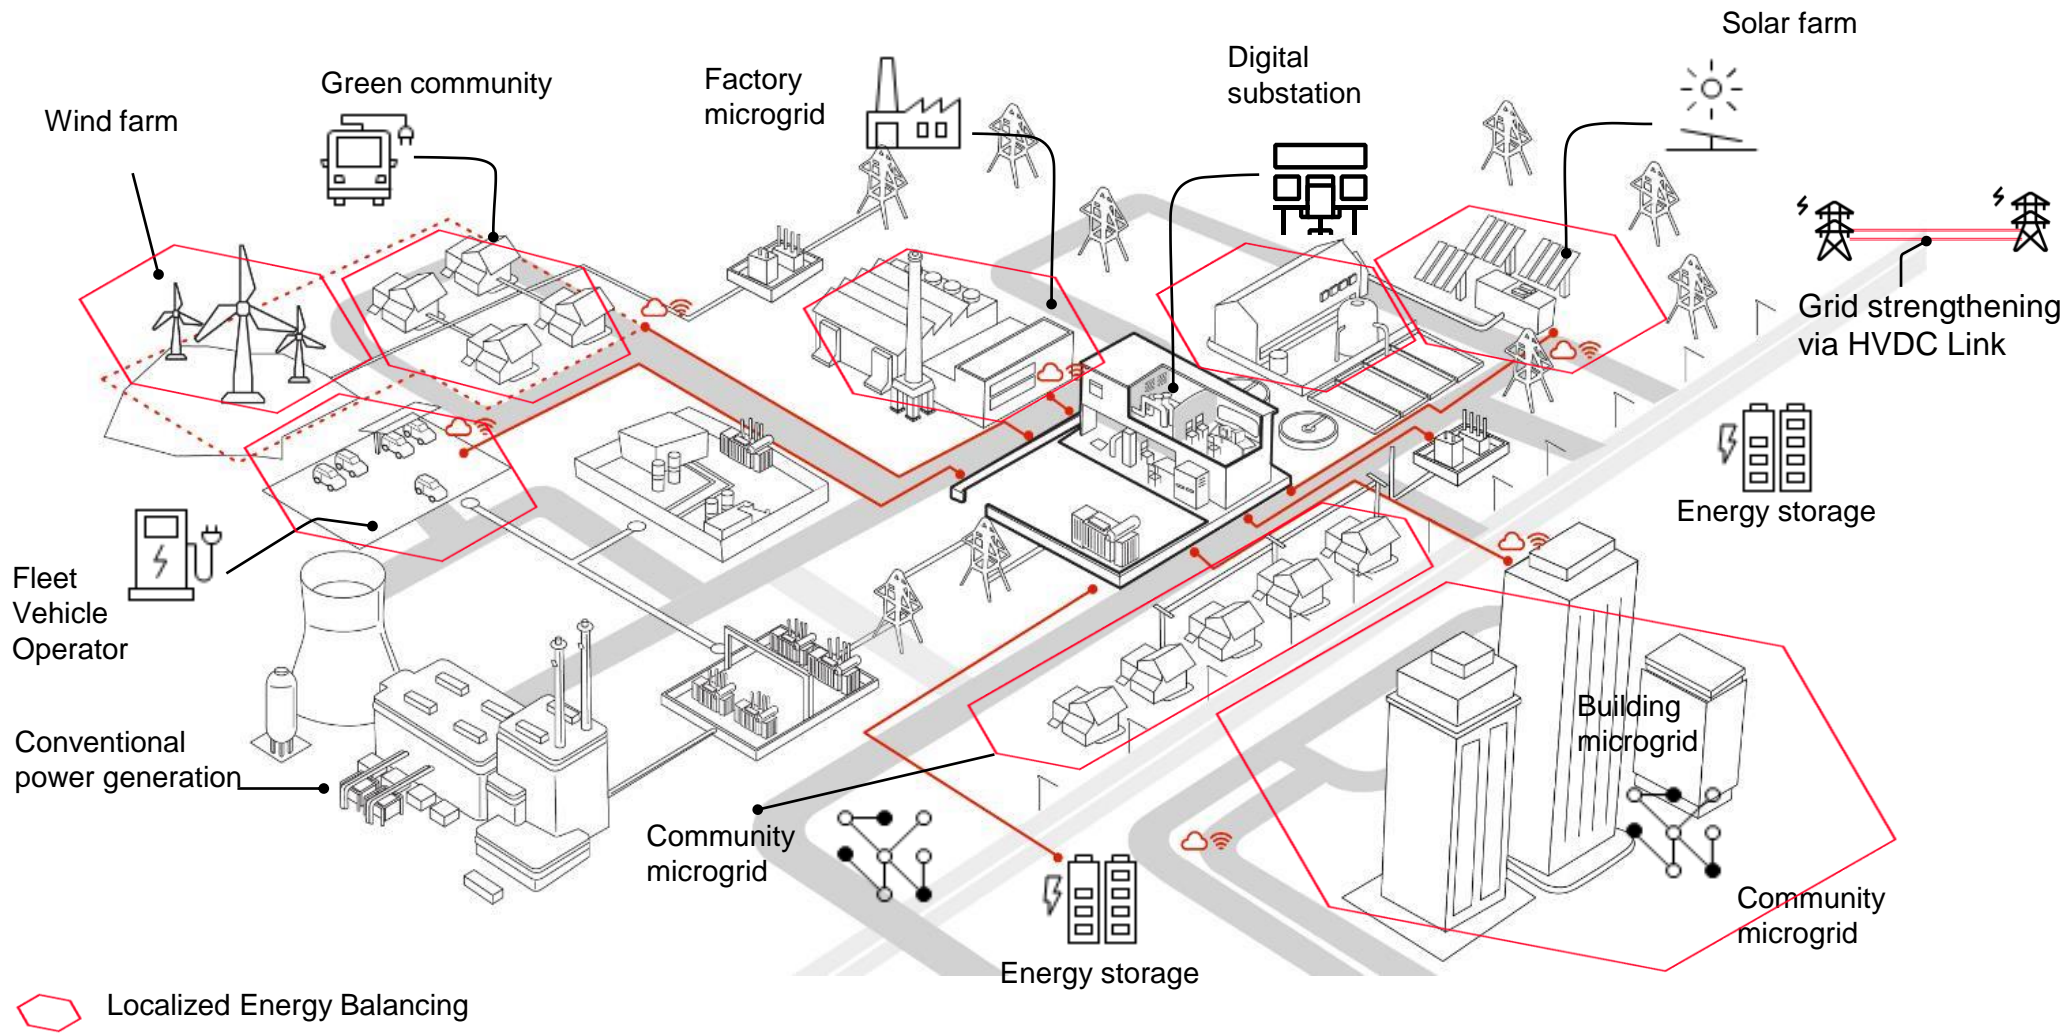 Solar farm
Green community
Factory
microgrid
Digital
substation
Wind farm
Grid strengthening
via HVDC Link
Energy storage
Fleet
Vehicle
Operator
Building
microgrid
Conventional
power generation
Community
microgrid
Community
microgrid
Energy storage
Localized Energy Balancing